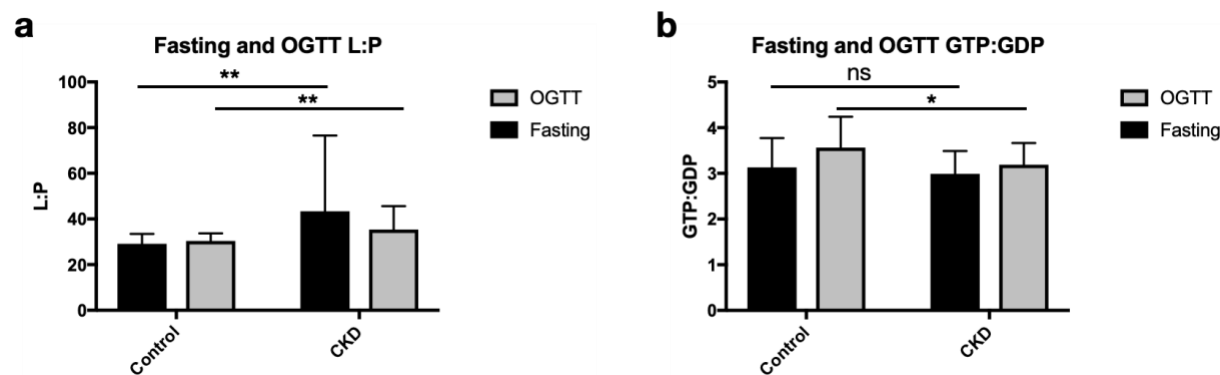 a
Fasting and OGTT L:P
**
**
100
80
60
40
20
0
L:P
Control
CKD
OGTT
Fasting
b
Fasting and OGTT GTP:GDP
ns
*
5
4
3
2
1
0
GTP:GDP
Control
CKD
OGTT
Fasting